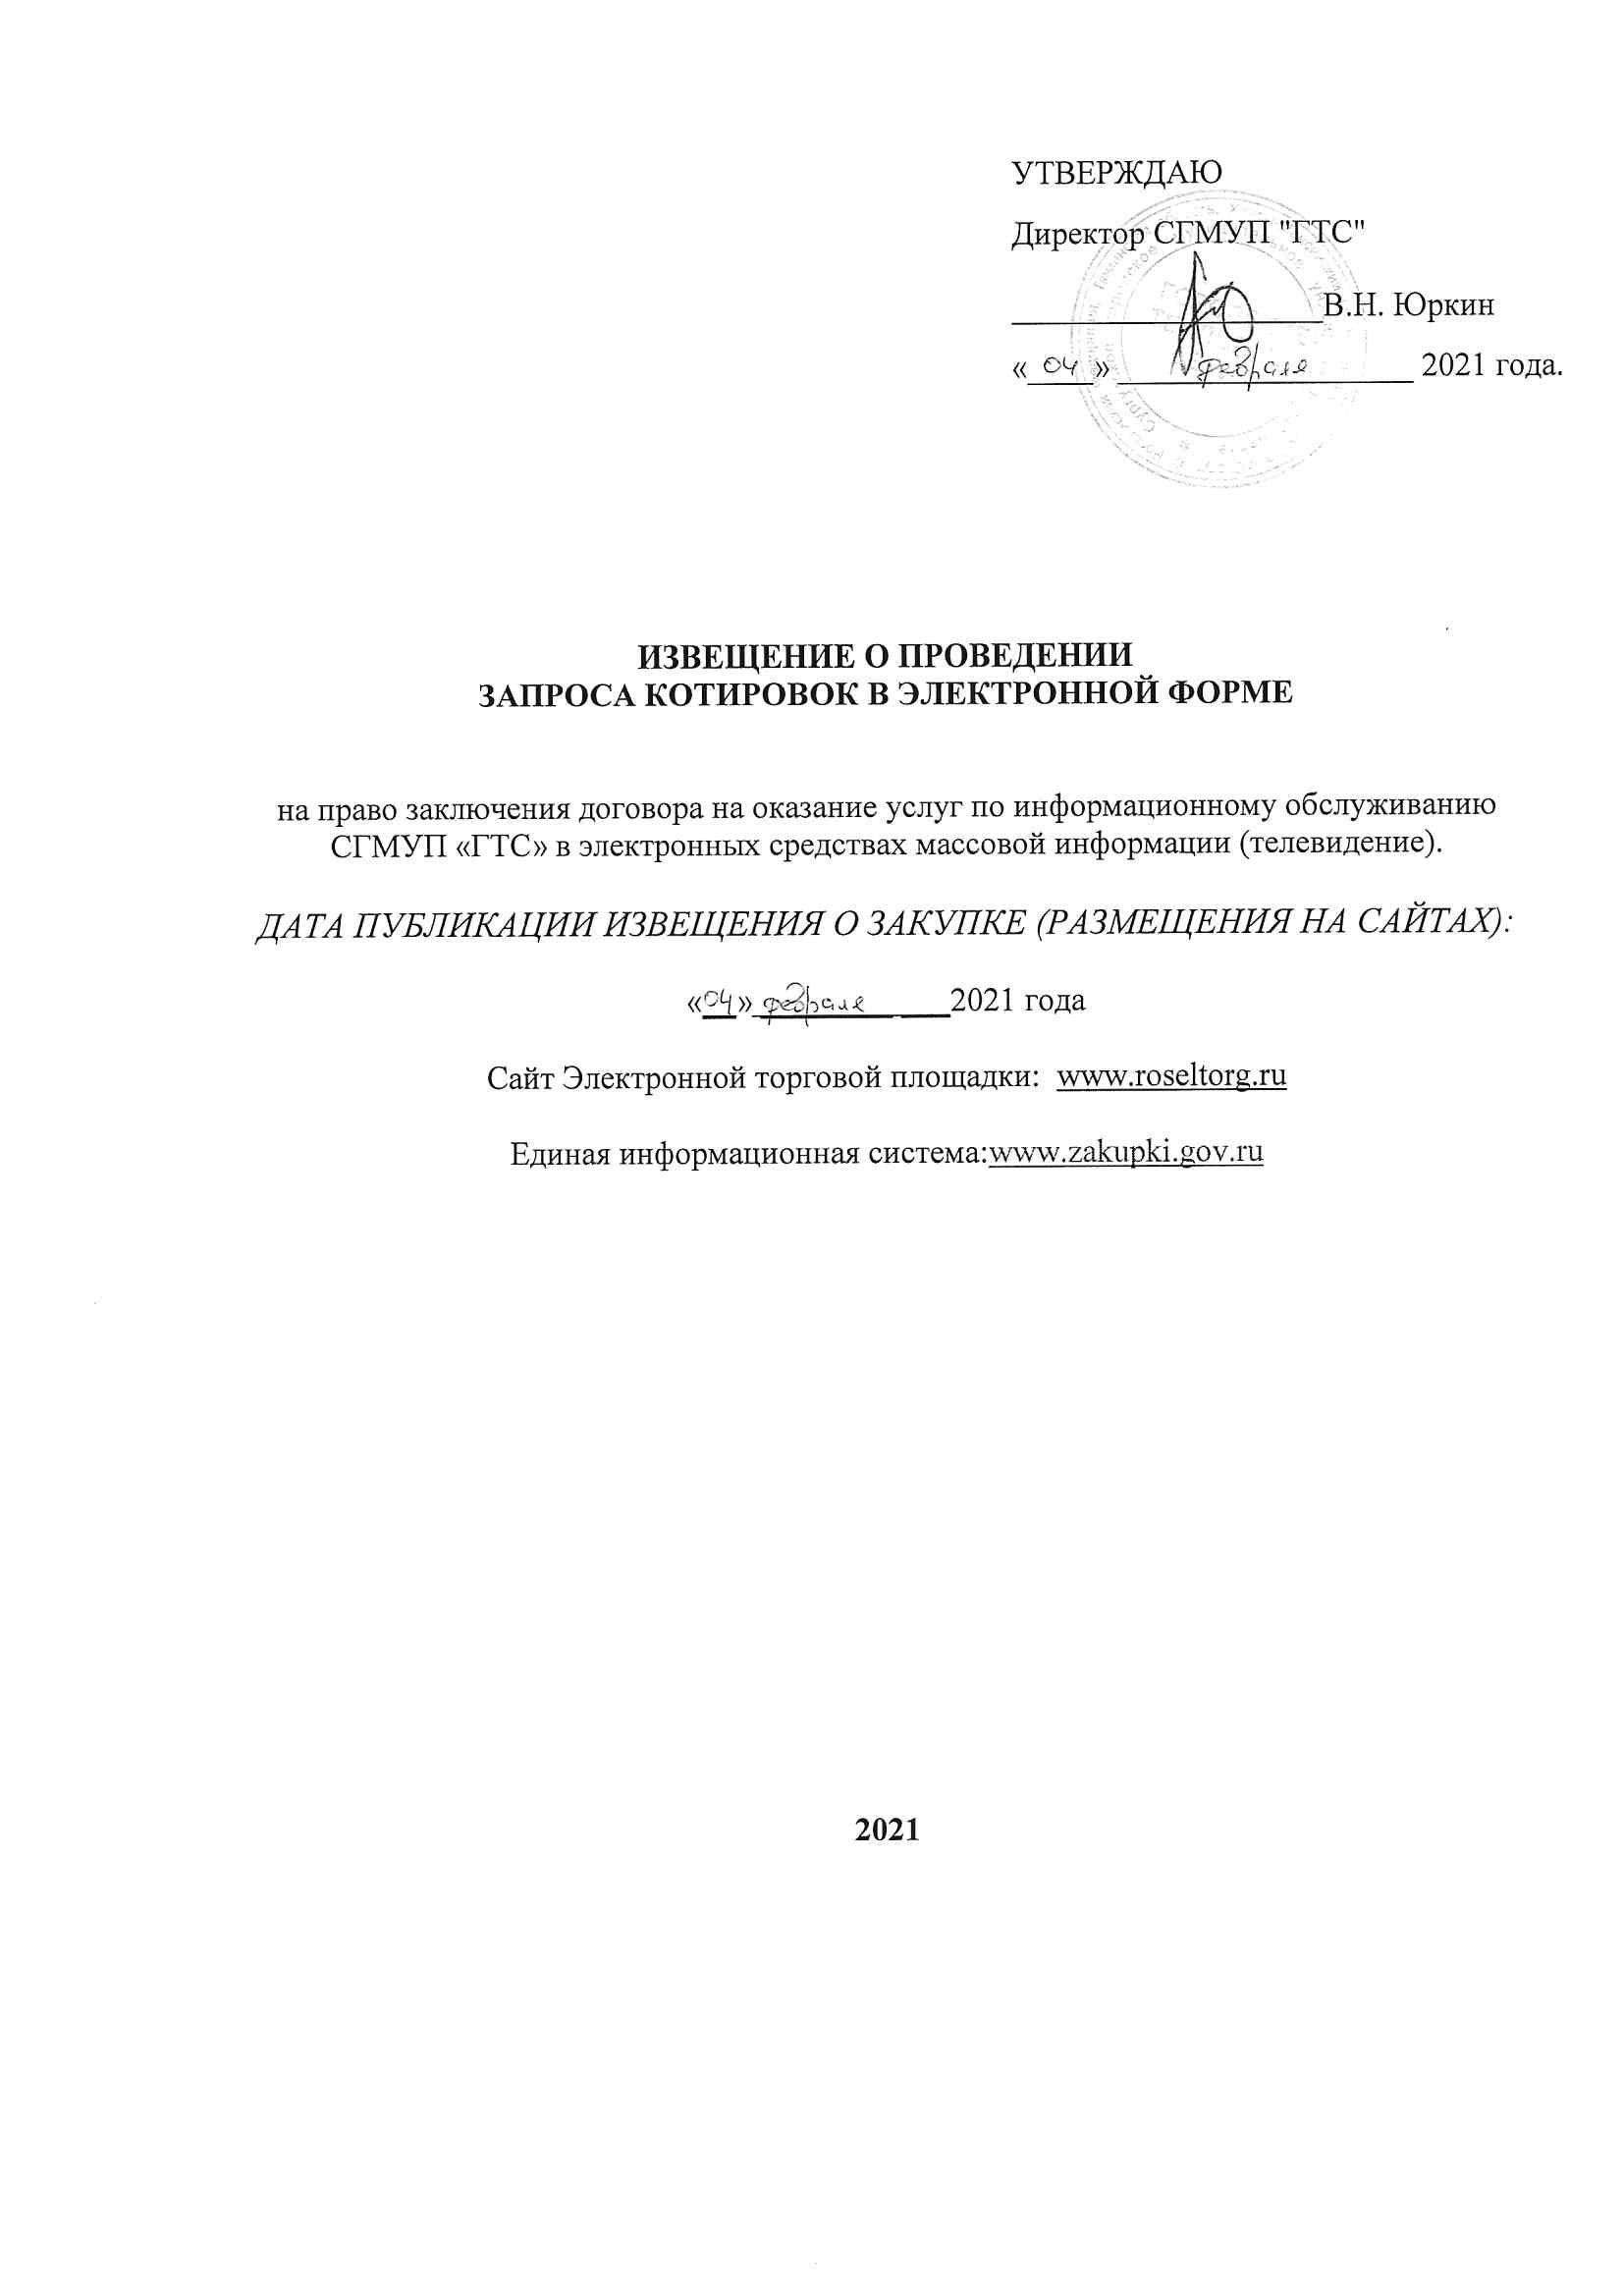 УТВЕРЖДАЮ
Директор СГМУП "ГТС"
В.Н. Юркин
« 04 » февраля 2021 года.
ИЗВЕЩЕНИЕ О ПРОВЕДЕНИИ
ЗАПРОСА КОТИРОВОК В ЭЛЕКТРОННОЙ ФОРМЕ
на право заключения договора на оказание услуг по информационному обслуживанию
СГМУП «ГТС» в электронных средствах массовой информации (телевидение).
ДАТА ПУБЛИКАЦИИ ИЗВЕЩЕНИЯ О ЗАКУПКЕ (РАЗМЕЩЕНИЯ НА САЙТАХ):
«04» февраля 2021 года
Сайт Электронной торговой площадки: www.roseltorg.ru
Единая информационная система:www.zakupki.gov.ru
2021